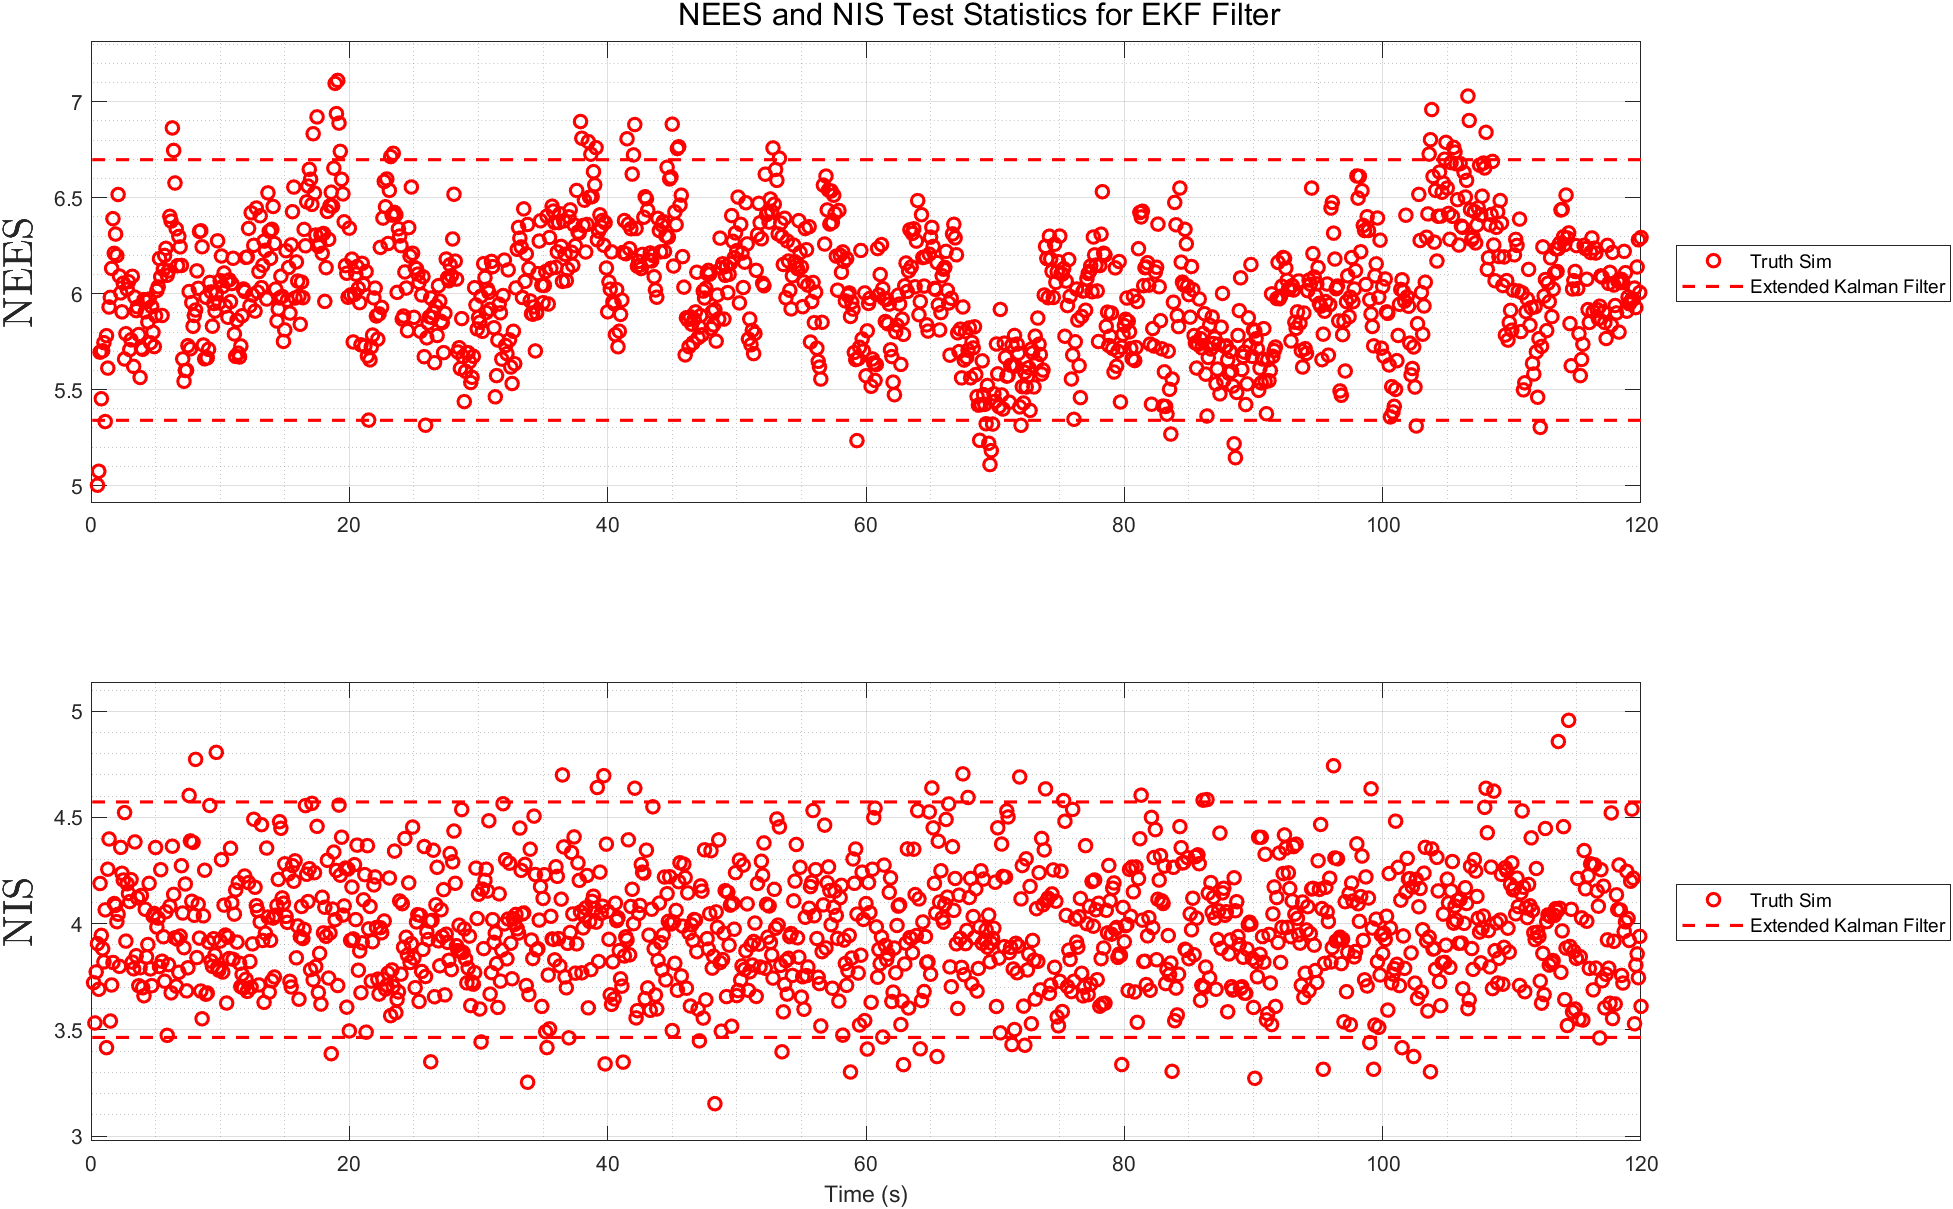 NEES and NIS Test Statistics for EKF Filter
NEES
7
6.5
6
5.5
5
0 20 40 60 80 100 120
Truth Sim
Extended Kalman Filter
NIS
5
4.5
4
3.5
3
0 20 40 60 80 100 120
Time (s)
Truth Sim
Extended Kalman Filter